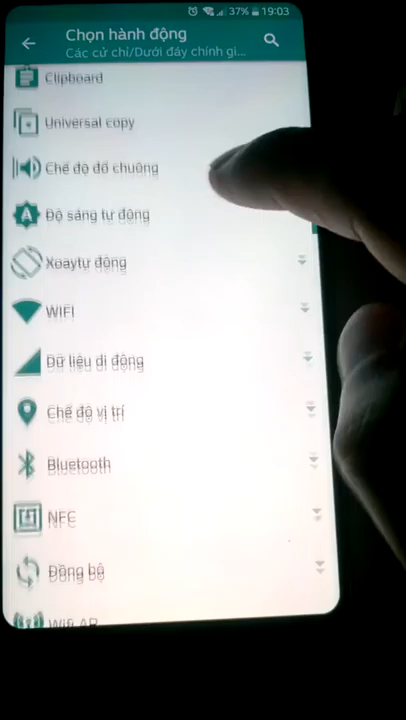 37% 19:03
Chọn hành động
Các cử chỉ/Dưới đáy chính gi...
Clipboard
Universal copy
Chế độ đổ chuông
Độ sáng tự động
Xoay tự động
WIFI
Dữ liệu di động
Chế độ vị trí
Bluetooth
NFC
Đồng bộ
Wifi AP